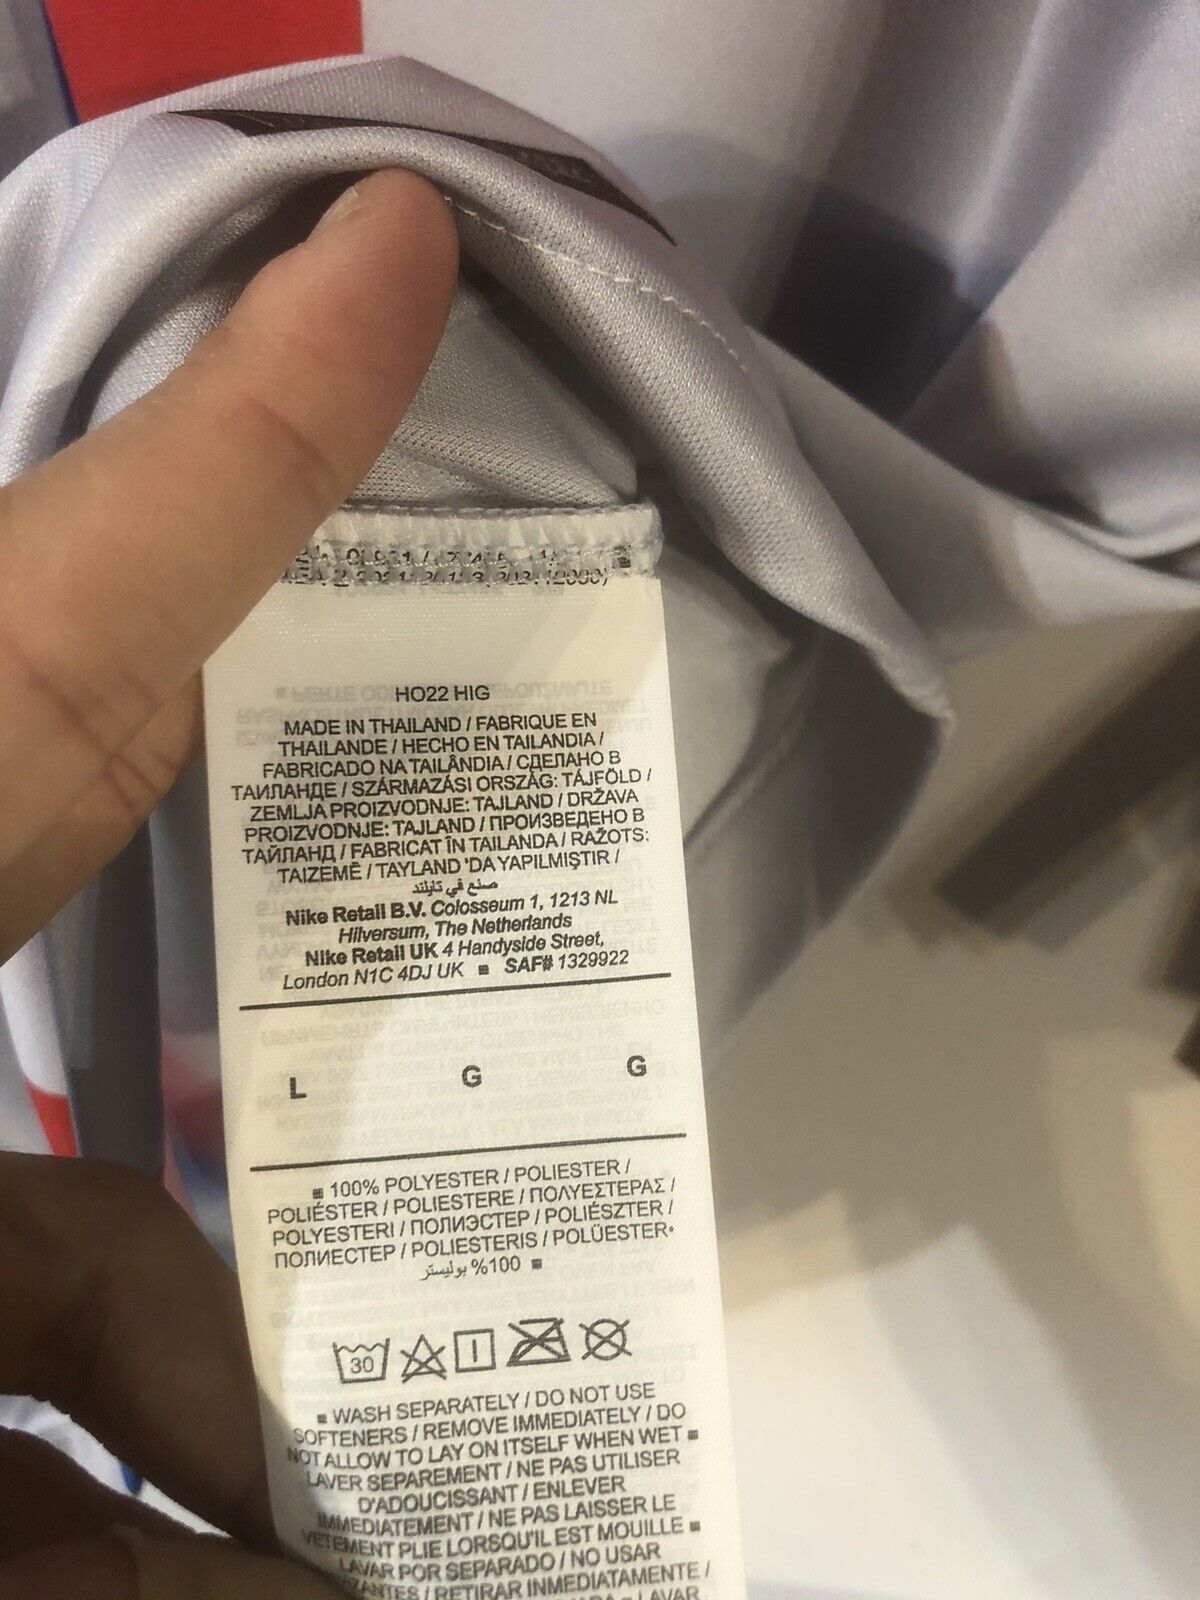 HO22 HIG
MADE IN THAILAND / FABRIQUE EN
THAILANDE / HECHO EN TAILANDIA /
FABRICADO NA TAILÂNDIA / СДЕЛАНО В
ТАИЛАНДЕ / SZÁRMAZÁSI ORSZÁG: TÁJFÖLD /
ZEMLJA PROIZVODNJE: TAJLAND / DRŽAVA
PROIZVODNJE: TAJLAND / ПРОИЗВЕДЕНО В
ТАЙЛАНД / FABRICAT ÎN TAILANDA / RAŽOTS:
TAIZEMĒ / TAYLAND 'DA YAPILMIŞTIR /
صنع في تايلند
Nike Retail B.V. Colosseum 1, 1213 NL
Hilversum, The Netherlands
Nike Retail UK 4 Handyside Street,
London N1C 4DJ UK ■ SAF# 1329922
L G G
■ 100% POLYESTER / POLIESTER /
POLIÉSTER / POLIESTERE / ΠΟΛΥΕΣΤΕΡΑΣ /
POLYESTERI / ПОЛИЭСТЕР / POLIÉSZTER /
ПОЛИЕСТЕР / POLIESTERIS / POLÜESTER•
100% بوليستر ■
30
■ WASH SEPARATELY / DO NOT USE
SOFTENERS / REMOVE IMMEDIATELY / DO
NOT ALLOW TO LAY ON ITSELF WHEN WET ■
LAVER SEPAREMENT / NE PAS UTILISER
D'ADOUCISSANT / ENLEVER
IMMEDIATEMENT / NE PAS LAISSER LE
VETEMENT PLIE LORSQU'IL EST MOUILLE ■
LAVAR POR SEPARADO / NO USAR
/ RETIRAR INMEDIATAMENTE /
LAVAR